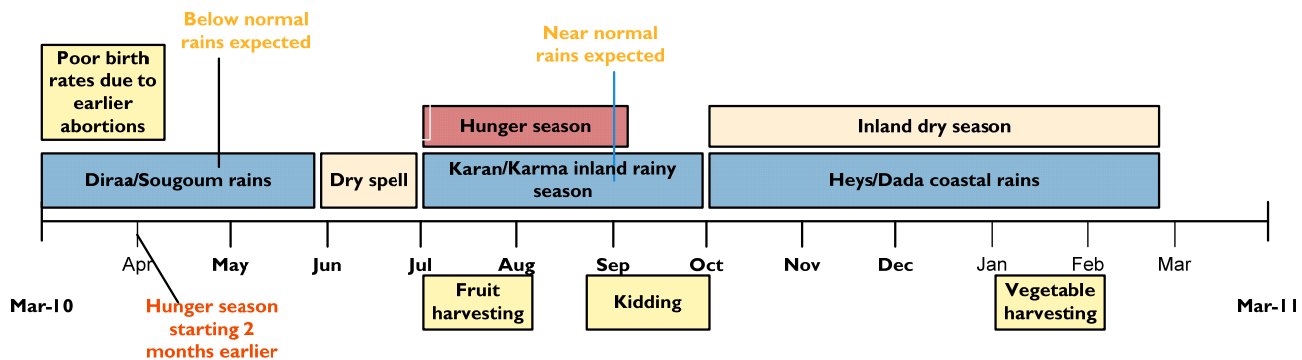 Below normal
rains expected
Near normal
rains expected
Poor birth
rates due to
earlier
abortions
Hunger season
Inland dry season
Diraa/Sougoum rains
Dry spell
Karan/Karma inland rainy
season
Heys/Dada coastal rains
Apr May Jun Jul Aug Sep Oct Nov Dec Jan Feb Mar
Mar-10
Mar-11
Hunger season
starting 2
months earlier
Fruit
harvesting
Kidding
Vegetable
harvesting